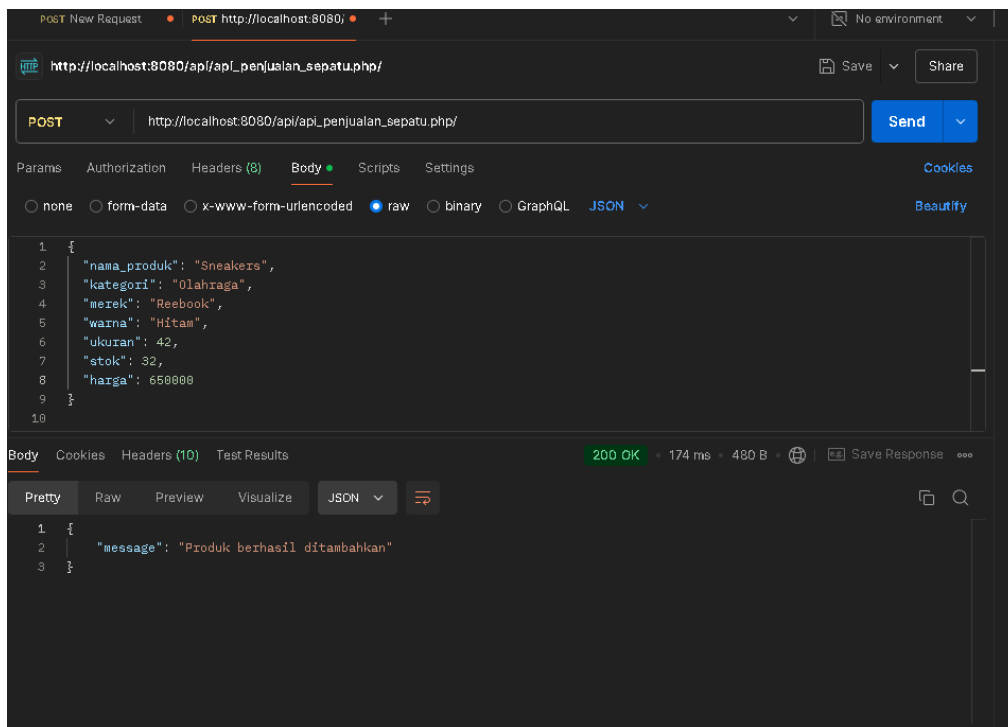 POST New Request POST http://localhost:8080/ + No environment
HTTP http://localhost:8080/api/api_penjualan_sepatu.php/ Save Share
POST http://localhost:8080/api/api_penjualan_sepatu.php/ Send
Params Authorization Headers (8) Body Scripts Settings Cookies
none form-data x-www-form-urlencoded raw binary GraphQL JSON Beautify
1 {
2 "nama_produk": "Sneakers",
3 "kategori": "Olahraga",
4 "merek": "Reebook",
5 "warna": "Hitam",
6 "ukuran": 42,
7 "stok": 32,
8 "harga": 650000
9 }
10
Body Cookies Headers (10) Test Results 200 OK 174 ms 480 B e.g. Save Response
Pretty Raw Preview Visualize JSON
1 {
2 "message": "Produk berhasil ditambahkan"
3 }